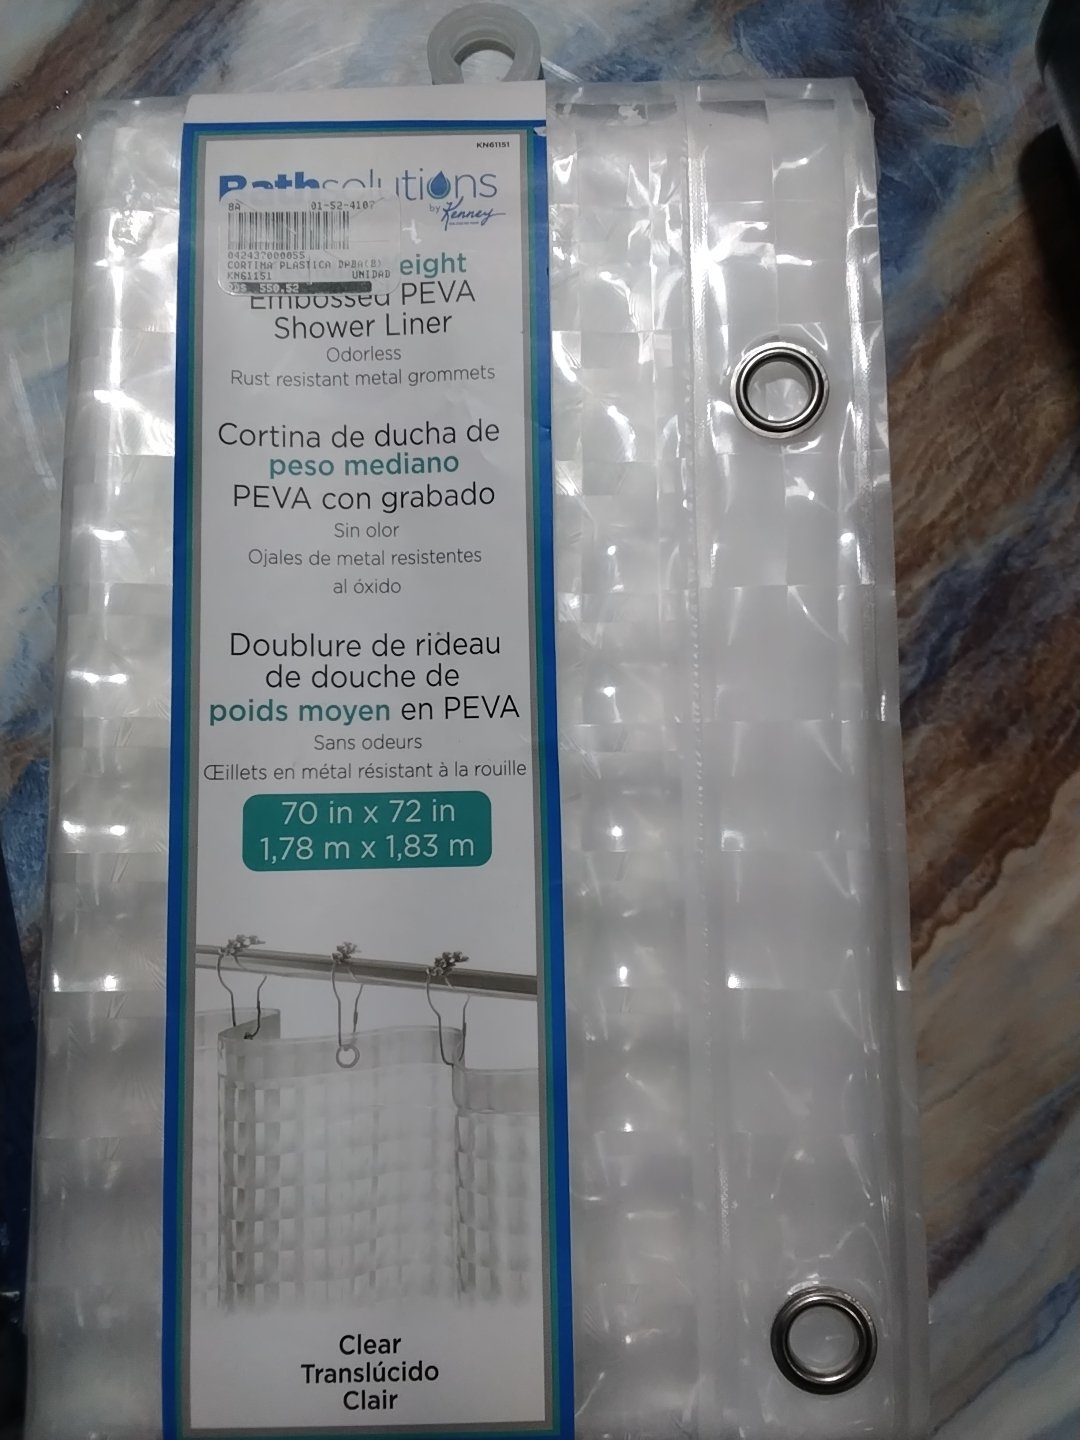 KN61151
Bathsolutions
by Kenney
8A 01-52-4107
CORTINA PLASTICA
KN61151 UNIDAD
550.52
eight
Embossed PEVA
Shower Liner
Odorless
Rust resistant metal grommets
Cortina de ducha de
peso mediano
PEVA con grabado
Sin olor
Ojales de metal resistentes
al óxido
Doublure de rideau
de douche de
poids moyen en PEVA
Sans odeurs
Œillets en métal résistant à la rouille
70 in x 72 in
1,78 m x 1,83 m
Clear
Translúcido
Clair